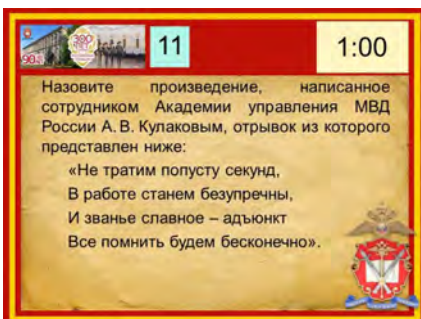 11
1:00
Назовите произведение, написанное
сотрудником Академии управления МВД
России А. В. Кулаковым, отрывок из которого
представлен ниже:
«Не тратим попусту секунд,
В работе станем безупречны,
И званье славное – адъюнкт
Все помнить будем бесконечно».